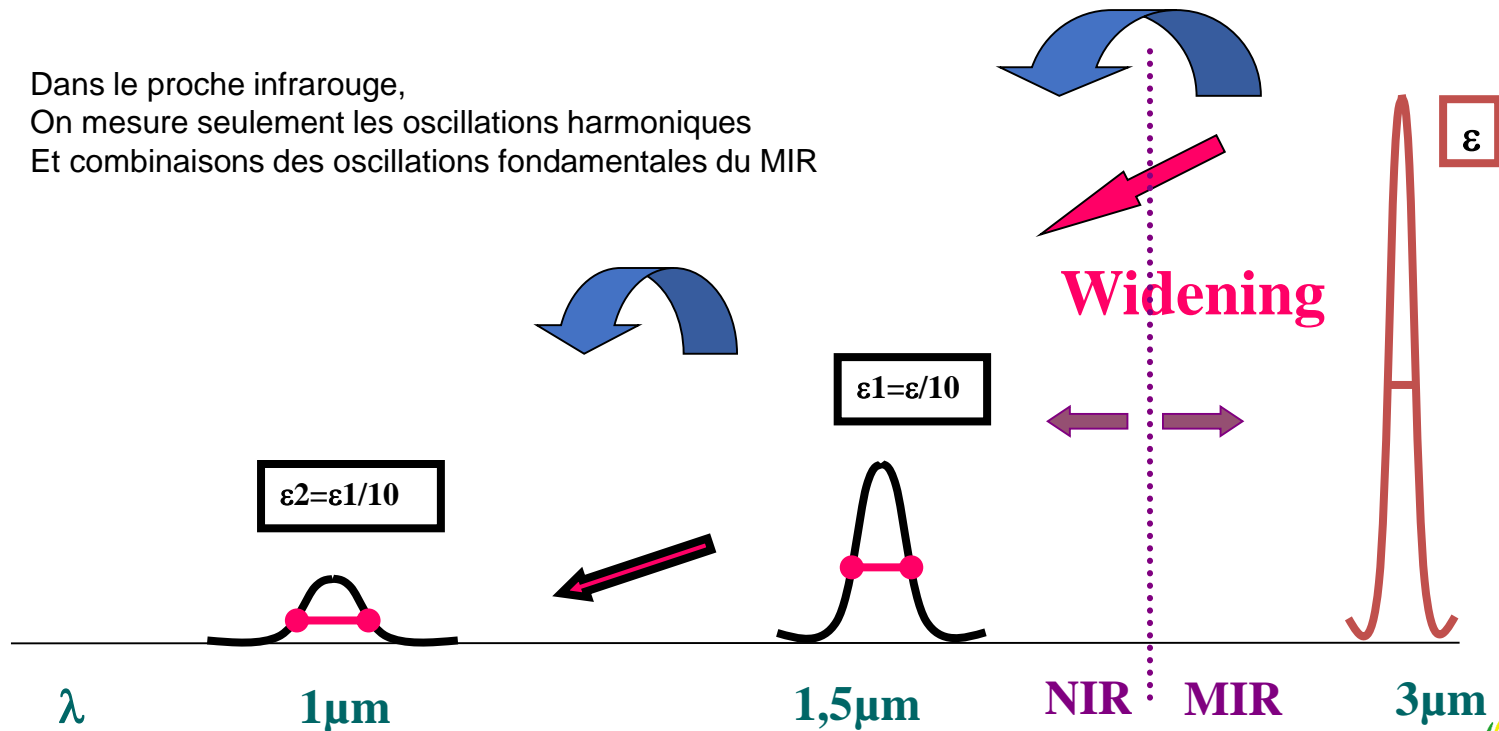 Dans le proche infrarouge,
On mesure seulement les oscillations harmoniques
Et combinaisons des oscillations fondamentales du MIR
ε
Widening
ε1=ε/10
ε2=ε1/10
λ
1µm
1,5µm
NIR
MIR
3µm